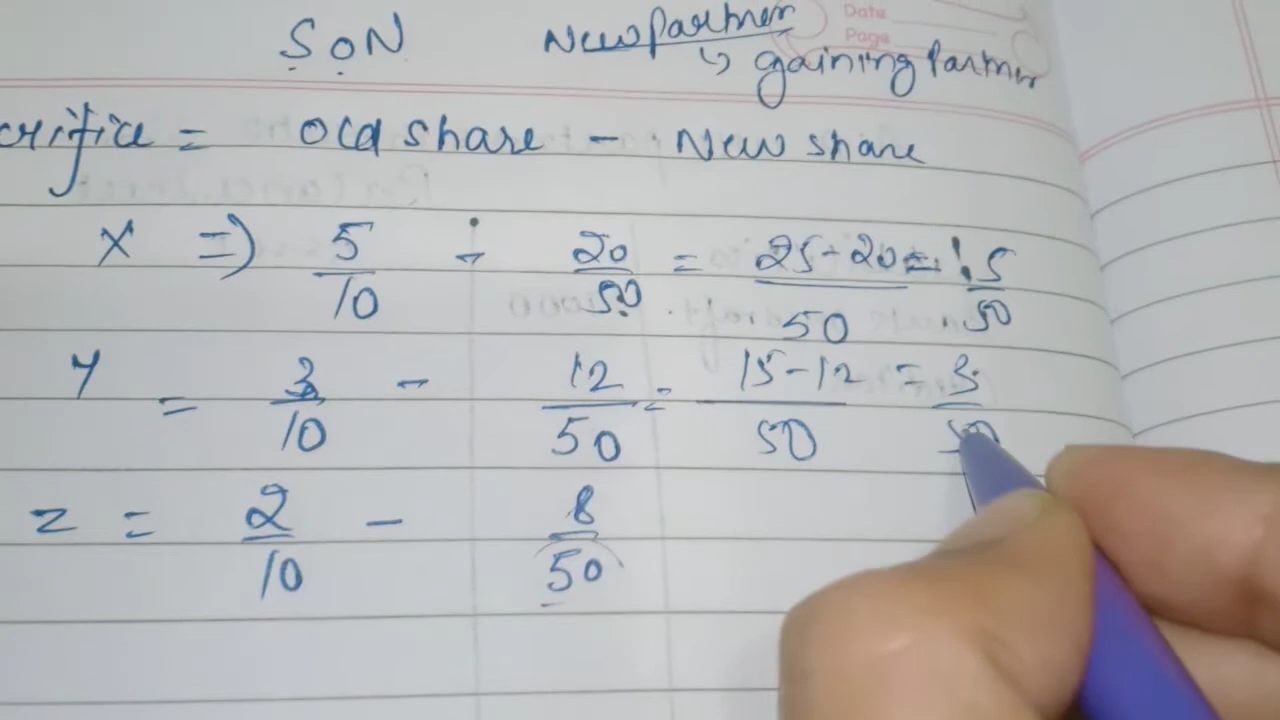 SON New Partner Date
↳ gaining Partner Page
crifice = Old share - New share
X => 5/10 - 20/50 = 25-20/50 = 5/50
Y = 3/10 - 12/50 = 15-12/50 = 3/50
Z = 2/10 - 8/50